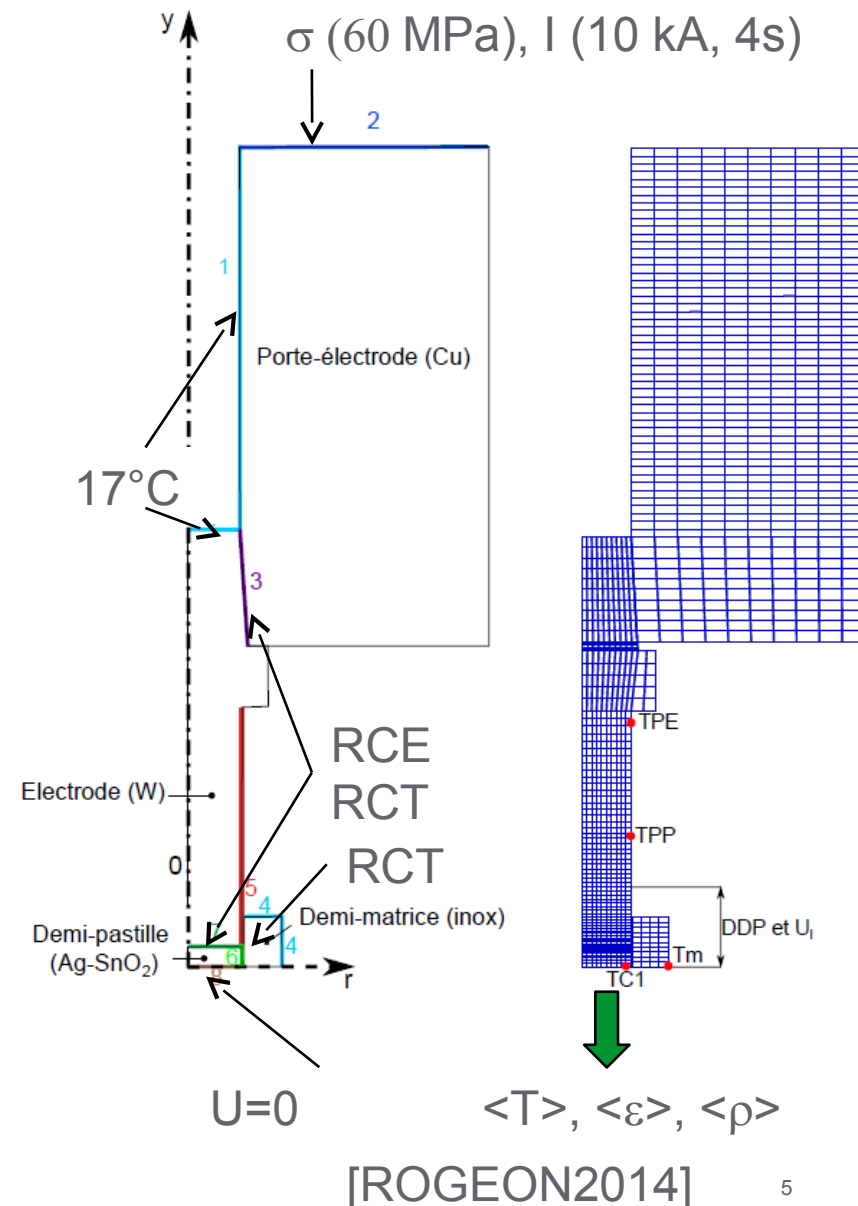 y
σ (60 MPa), I (10 kA, 4s)
2
1
Porte-électrode (Cu)
17°C
3
TPE
RCE
RCT
Electrode (W)
TPP
RCT
0
5
4
Demi-matrice (inox)
DDP et U_I
Demi-pastille
(Ag-SnO₂)
7
6
4
Tm
8
r
TC1
U=0
<T>, <ε>, <ρ>
[ROGEON2014]
5